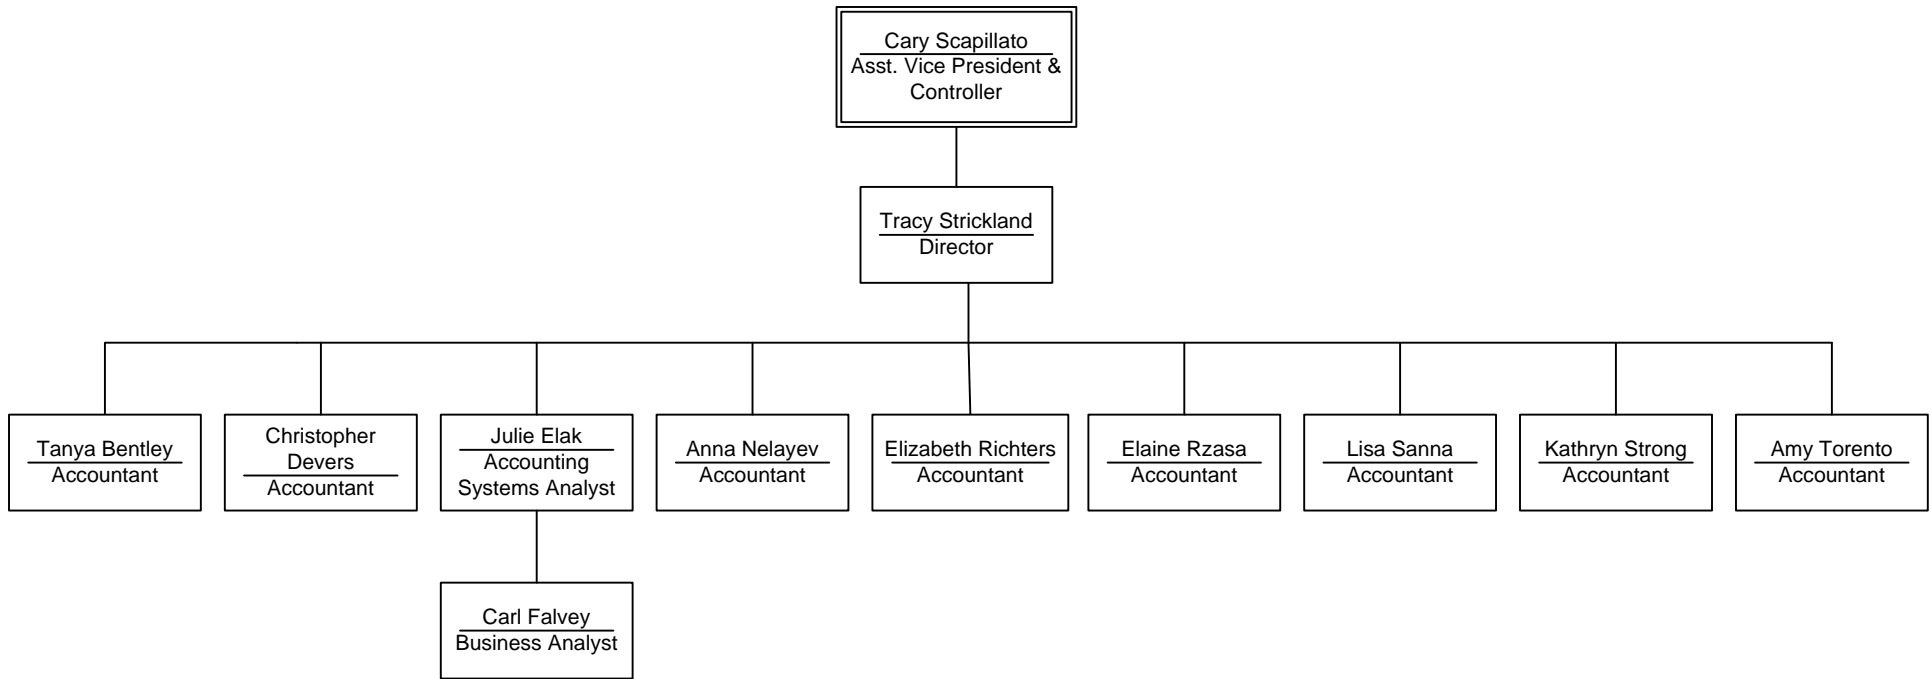 Cary Scapillato
Asst. Vice President &
Controller
Tracy Strickland
Director
Tanya Bentley
Accountant
Christopher
Devers
Accountant
Julie Elak
Accounting
Systems Analyst
Anna Nelayev
Accountant
Elizabeth Richters
Accountant
Elaine Rzasa
Accountant
Lisa Sanna
Accountant
Kathryn Strong
Accountant
Amy Torento
Accountant
Carl Falvey
Business Analyst